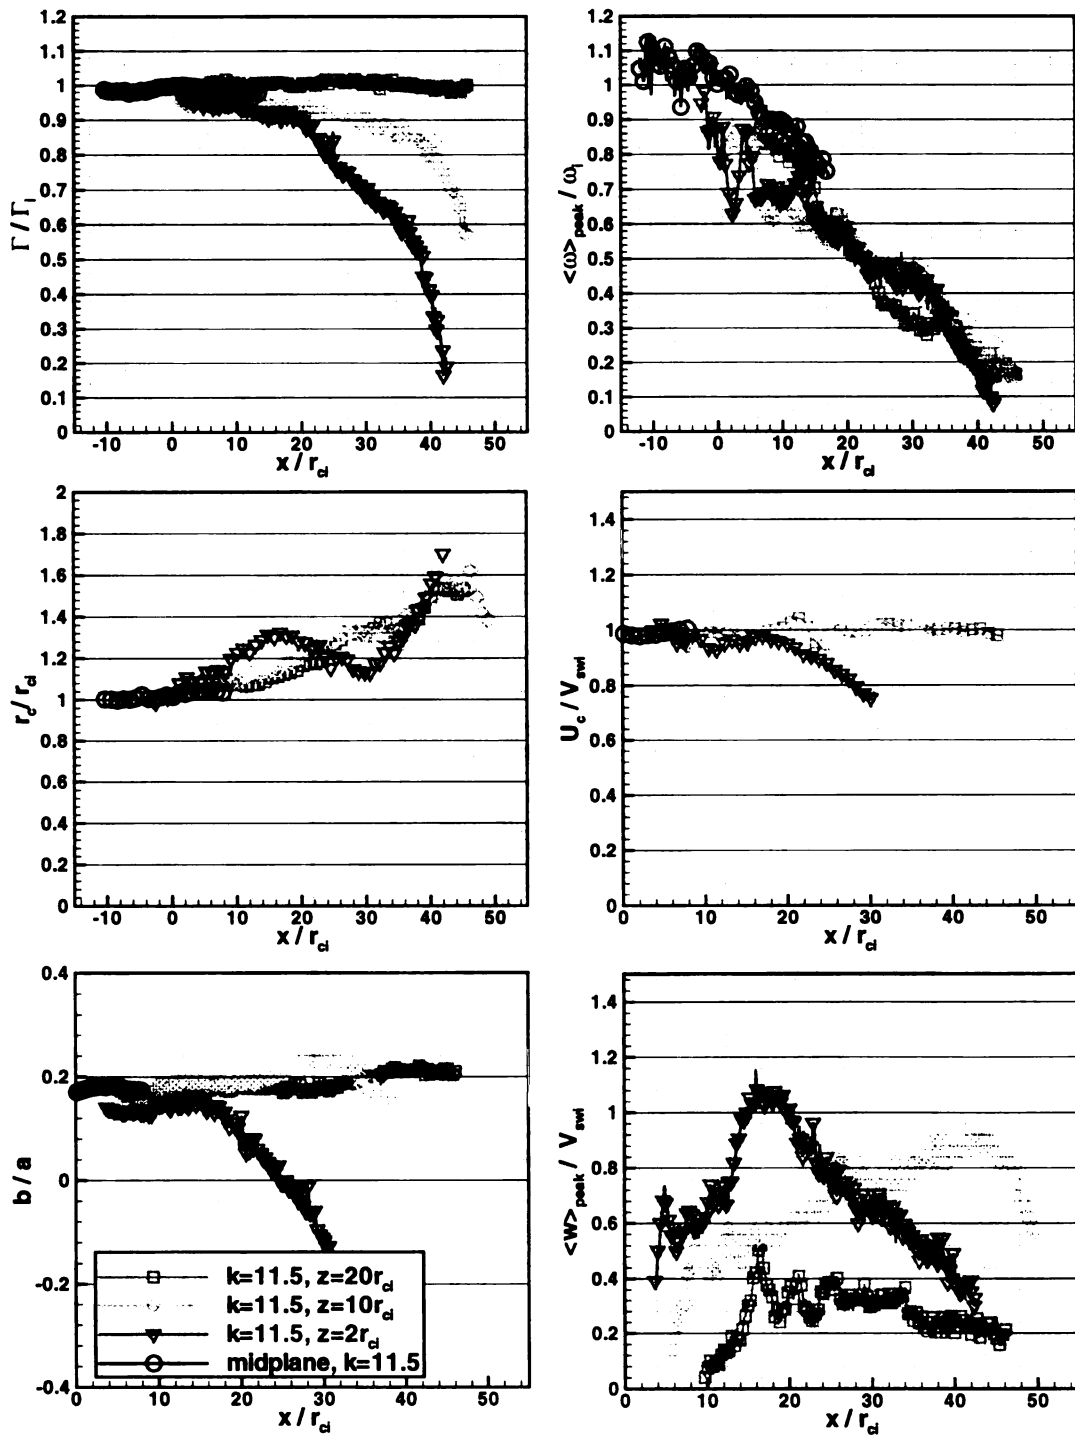 1.2
1.1
1
0.9
0.8
0.7
0.6
0.5
0.4
0.3
0.2
0.1
0
Γ / Γi
-10 0 10 20 30 40 50
x / rci
1.2
1.1
1
0.9
0.8
0.7
0.6
0.5
0.4
0.3
0.2
0.1
0
<ω>peak / ωi
-10 0 10 20 30 40 50
x / rci
2
1.8
1.6
1.4
1.2
1
0.8
0.6
0.4
0.2
0
rc / rci
-10 0 10 20 30 40 50
x / rci
1.4
1.2
1
0.8
0.6
0.4
0.2
0
Uc / Vswi
0 10 20 30 40 50
x / rci
0.4
0.2
0
-0.2
-0.4
b / a
k=11.5, z=20rci
k=11.5, z=10rci
k=11.5, z=2rci
midplane, k=11.5
0 10 20 30 40 50
x / rci
1.4
1.2
1
0.8
0.6
0.4
0.2
0
<W>peak / Vswi
0 10 20 30 40 50
x / rci